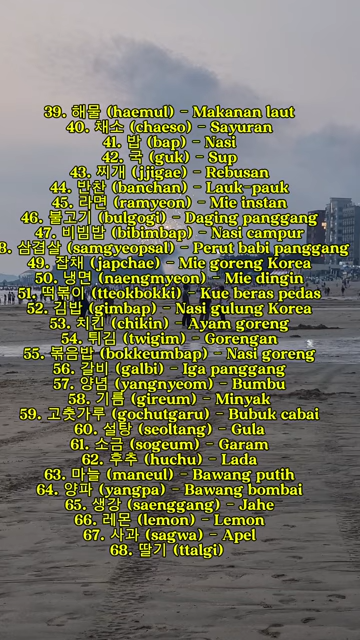 39. 해물 (haemul) - Makanan laut
40. 채소 (chaeso) - Sayuran
41. 밥 (bap) - Nasi
42. 국 (guk) - Sup
43. 찌개 (jjigae) - Rebusan
44. 반찬 (banchan) - Lauk-pauk
45. 라면 (ramyeon) - Mie instan
46. 불고기 (bulgogi) - Daging panggang
47. 비빔밥 (bibimbap) - Nasi campur
8. 삼겹살 (samgyeopsal) - Perut babi panggang
49. 잡채 (japchae) - Mie goreng Korea
50. 냉면 (naengmyeon) - Mie dingin
51. 떡볶이 (tteokbokki) - Kue beras pedas
52. 김밥 (gimbap) - Nasi gulung Korea
53. 치킨 (chikin) - Ayam goreng
54. 튀김 (twigim) - Gorengan
55. 볶음밥 (bokkeumbap) - Nasi goreng
56. 갈비 (galbi) - Iga panggang
57. 양념 (yangnyeom) - Bumbu
58. 기름 (gireum) - Minyak
59. 고춧가루 (gochutgaru) - Bubuk cabai
60. 설탕 (seoltang) - Gula
61. 소금 (sogeum) - Garam
62. 후추 (huchu) - Lada
63. 마늘 (maneul) - Bawang putih
64. 양파 (yangpa) - Bawang bombai
65. 생강 (saenggang) - Jahe
66. 레몬 (lemon) - Lemon
67. 사과 (sagwa) - Apel
68. 딸기 (ttalgi)